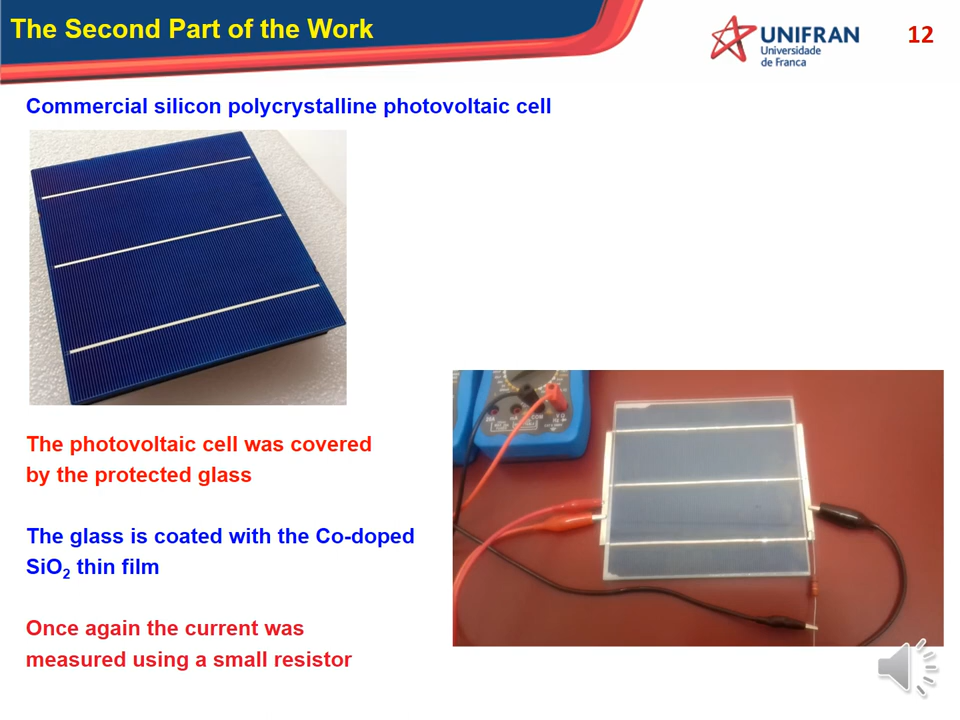 The Second Part of the Work
UNIFRAN
Universidade
de Franca
12
Commercial silicon polycrystalline photovoltaic cell
The photovoltaic cell was covered
by the protected glass
The glass is coated with the Co-doped
SiO₂ thin film
Once again the current was
measured using a small resistor
COM